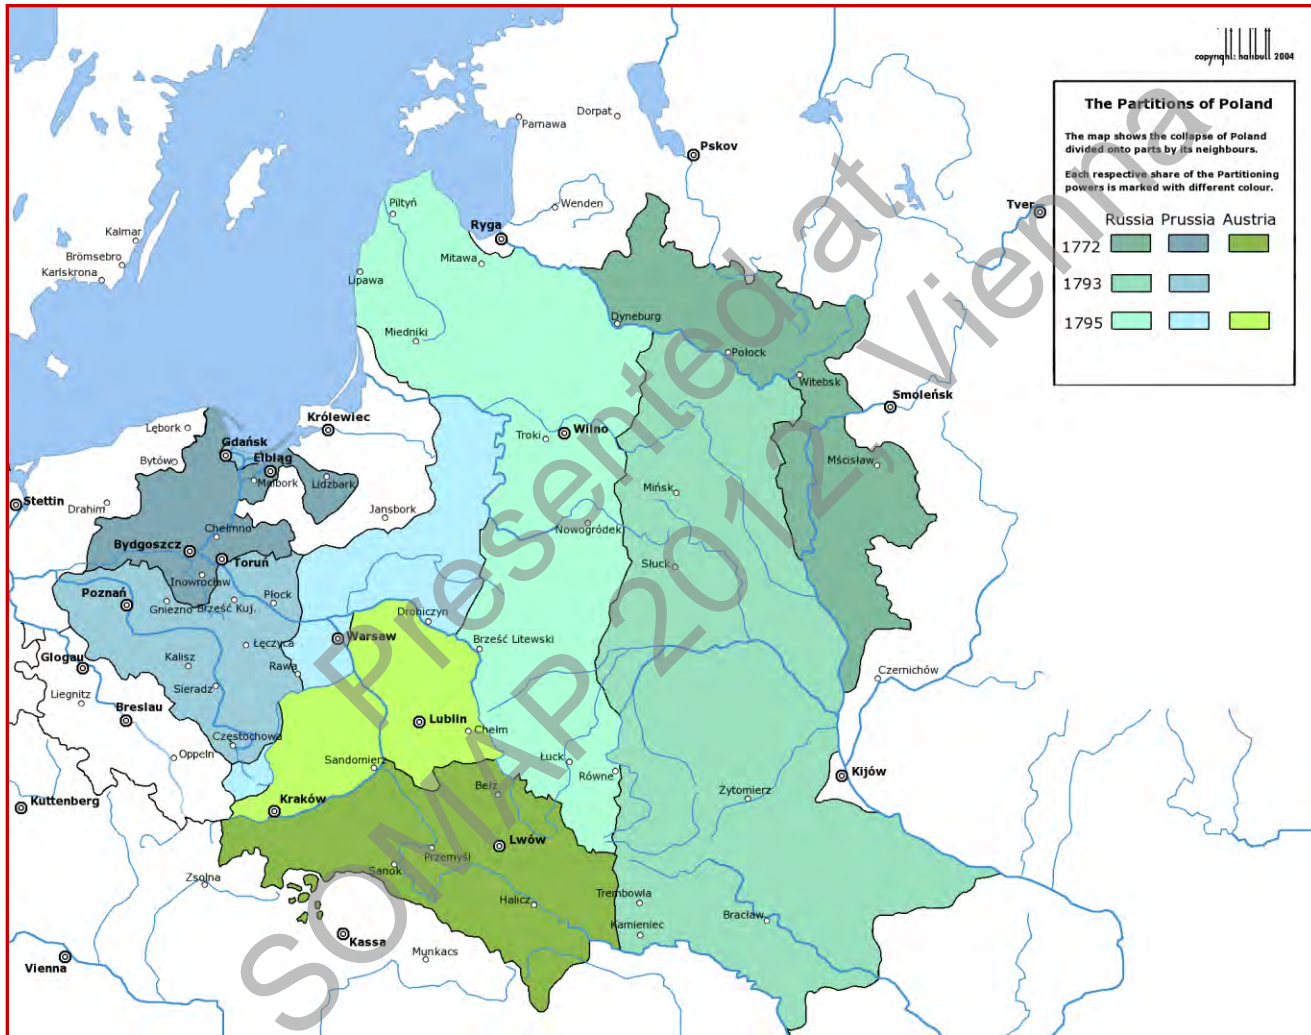 copyright: halibutt 2004
The Partitions of Poland
The map shows the collapse of Poland
divided onto parts by its neighbours.
Each respective share of the Partitioning
powers is marked with different colour.
Russia Prussia Austria
1772
1793
1795
Dorpat
Parnawa
Pskov
Tver
Wenden
Piltyń
Ryga
Kalmar
Mitawa
Brömsebro
Karlskrona
Lipawa
Dyneburg
Miedniki
Połock
Witebsk
Smoleńsk
Królewiec
Lębork
Gdańsk
Wilno
Troki
Bytów
Elbląg
Malbork
Lidzbark
Mścisław
Mińsk
Stettin
Drahim
Jansbork
Chełmno
Nowogródek
Bydgoszcz
Toruń
Słuck
Inowrocław
Poznań
Płock
Gniezno
Brześć Kuj.
Drohiczyn
Warsaw
Łęczyca
Brześć Litewski
Glogau
Kalisz
Rawa
Czernichów
Liegnitz
Sieradz
Breslau
Lublin
Chełm
Częstochowa
Oppeln
Sandomierz
Łuck
Równe
Kijów
Bełz
Żytomierz
Kuttenberg
Kraków
Lwów
Przemyśl
Sanok
Zsolna
Halicz
Trembowla
Bracław
Kamieniec
Kassa
Munkacs
Vienna
Presented at
SOMAP 2012, Vienna